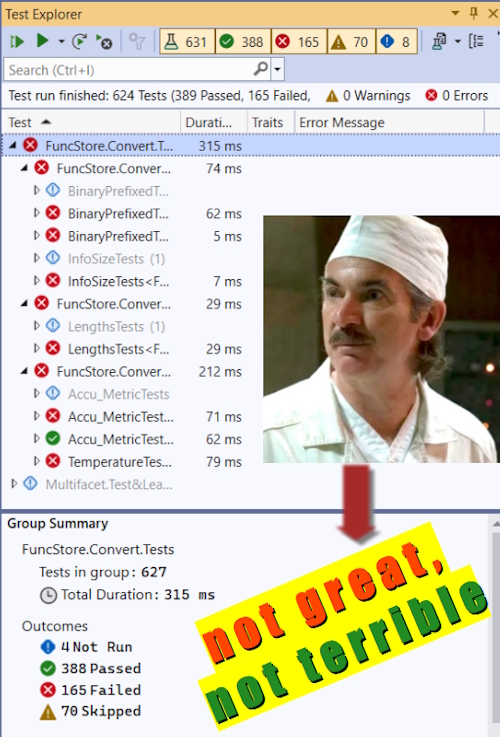 Test Explorer
631 388 165 70 8
Search (Ctrl+I)
Test run finished: 624 Tests (389 Passed, 165 Failed, 0 Warnings 0 Errors
Test Durati... Traits Error Message
FuncStore.Convert.T... 315 ms
FuncStore.Conver... 74 ms
BinaryPrefixedT...
BinaryPrefixedT... 62 ms
BinaryPrefixedT... 5 ms
InfoSizeTests (1)
InfoSizeTests<F... 7 ms
FuncStore.Conver... 29 ms
LengthsTests (1)
LengthsTests<F... 29 ms
FuncStore.Conver... 212 ms
Accu_MetricTests
Accu_MetricTest... 71 ms
Accu_MetricTest... 62 ms
TemperatureTes... 79 ms
Multifacet.Test&Lea...
Group Summary
FuncStore.Convert.Tests
Tests in group: 627
Total Duration: 315 ms
Outcomes
4 Not Run
388 Passed
165 Failed
70 Skipped
not great,
not terrible